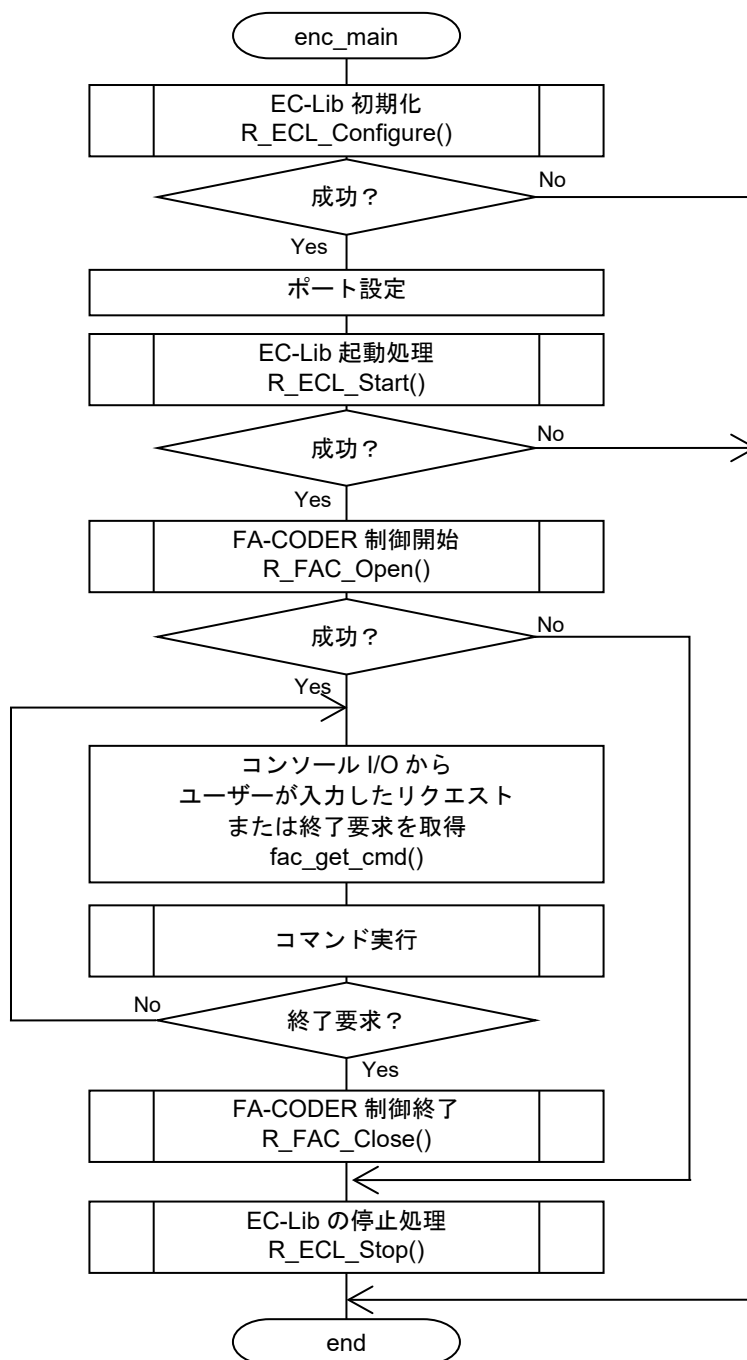 enc_main
EC-Lib 初期化
R_ECL_Configure()
成功？
No
Yes
ポート設定
EC-Lib 起動処理
R_ECL_Start()
成功？
No
Yes
FA-CODER 制御開始
R_FAC_Open()
成功？
No
Yes
コンソール I/O から
ユーザーが入力したリクエスト
または終了要求を取得
fac_get_cmd()
コマンド実行
No
終了要求？
Yes
FA-CODER 制御終了
R_FAC_Close()
EC-Lib の停止処理
R_ECL_Stop()
end